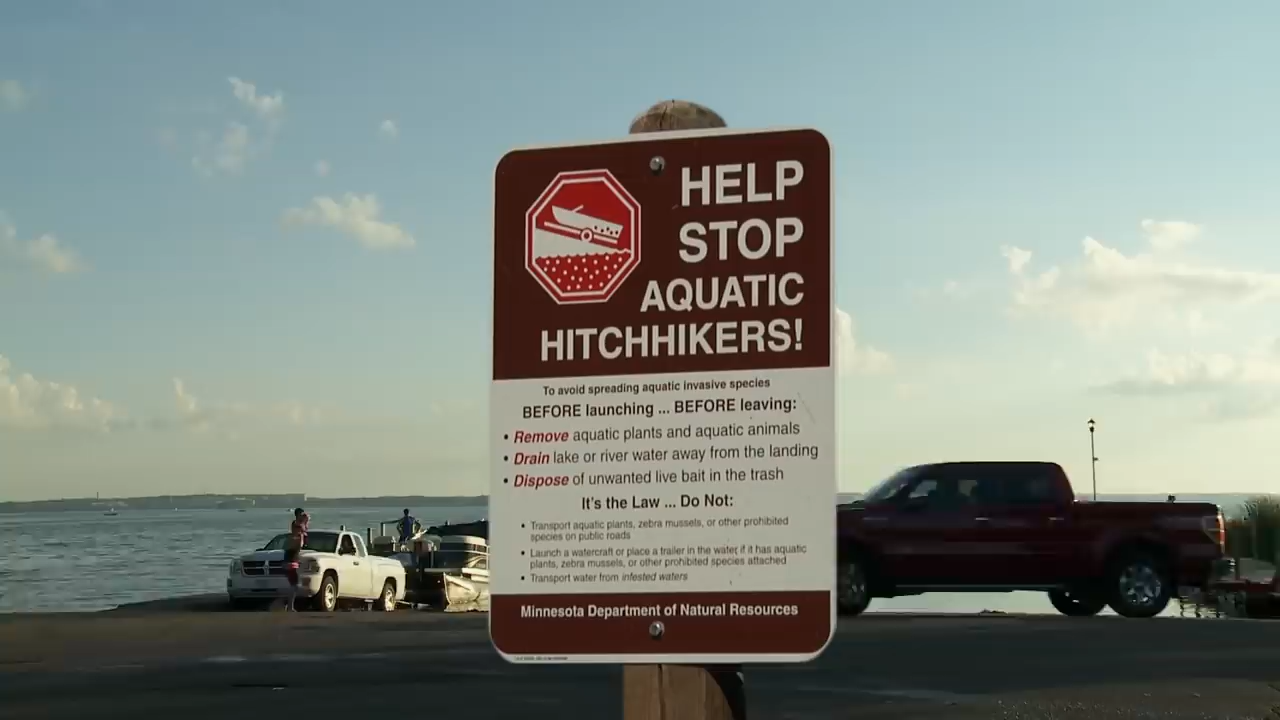 HELP
STOP
AQUATIC
HITCHHIKERS!
To avoid spreading aquatic invasive species
BEFORE launching ... BEFORE leaving:
• Remove aquatic plants and aquatic animals
• Drain lake or river water away from the landing
• Dispose of unwanted live bait in the trash
It's the Law ... Do Not:
• Transport aquatic plants, zebra mussels, or other prohibited
species on public roads
• Launch a watercraft or place a trailer in the water if it has aquatic
plants, zebra mussels, or other prohibited species attached
• Transport water from infested waters
Minnesota Department of Natural Resources